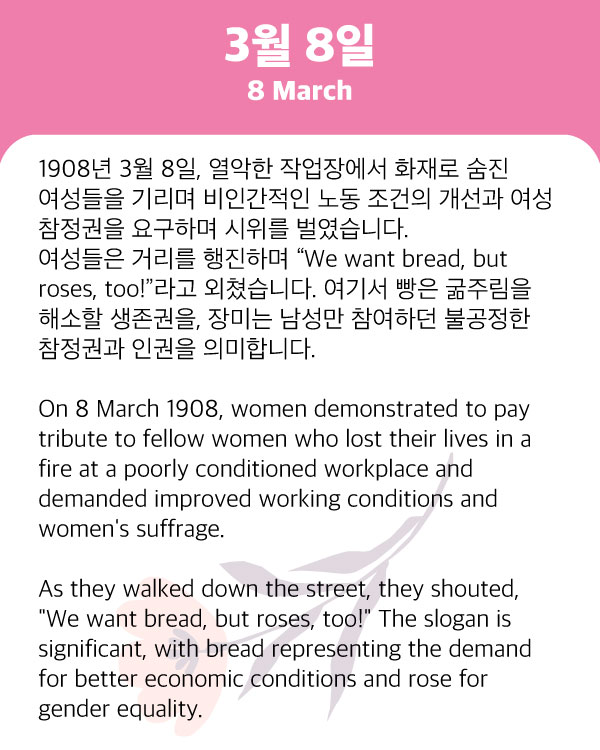 3월 8일
8 March
1908년 3월 8일, 열악한 작업장에서 화재로 숨진
여성들을 기리며 비인간적인 노동 조건의 개선과 여성
참정권을 요구하며 시위를 벌였습니다.
여성들은 거리를 행진하며 “We want bread, but
roses, too!”라고 외쳤습니다. 여기서 빵은 굶주림을
해소할 생존권을, 장미는 남성만 참여하던 불공정한
참정권과 인권을 의미합니다.
On 8 March 1908, women demonstrated to pay
tribute to fellow women who lost their lives in a
fire at a poorly conditioned workplace and
demanded improved working conditions and
women's suffrage.
As they walked down the street, they shouted,
"We want bread, but roses, too!" The slogan is
significant, with bread representing the demand
for better economic conditions and rose for
gender equality.